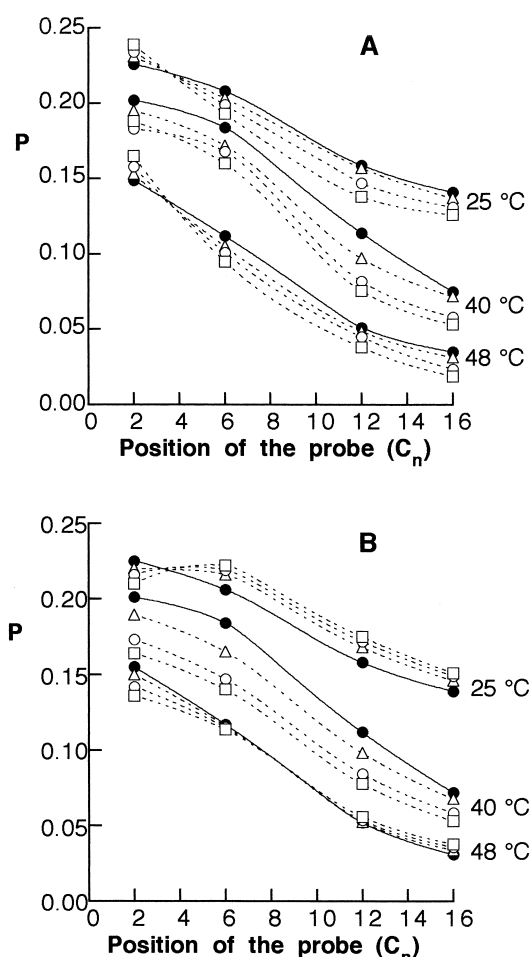 A
0.25
0.20
0.15
0.10
0.05
0.00
P
25 °C
40 °C
48 °C
0 2 4 6 8 10 12 14 16
Position of the probe (Cn)
B
0.25
0.20
0.15
0.10
0.05
0.00
P
25 °C
40 °C
48 °C
0 2 4 6 8 10 12 14 16
Position of the probe (Cn)